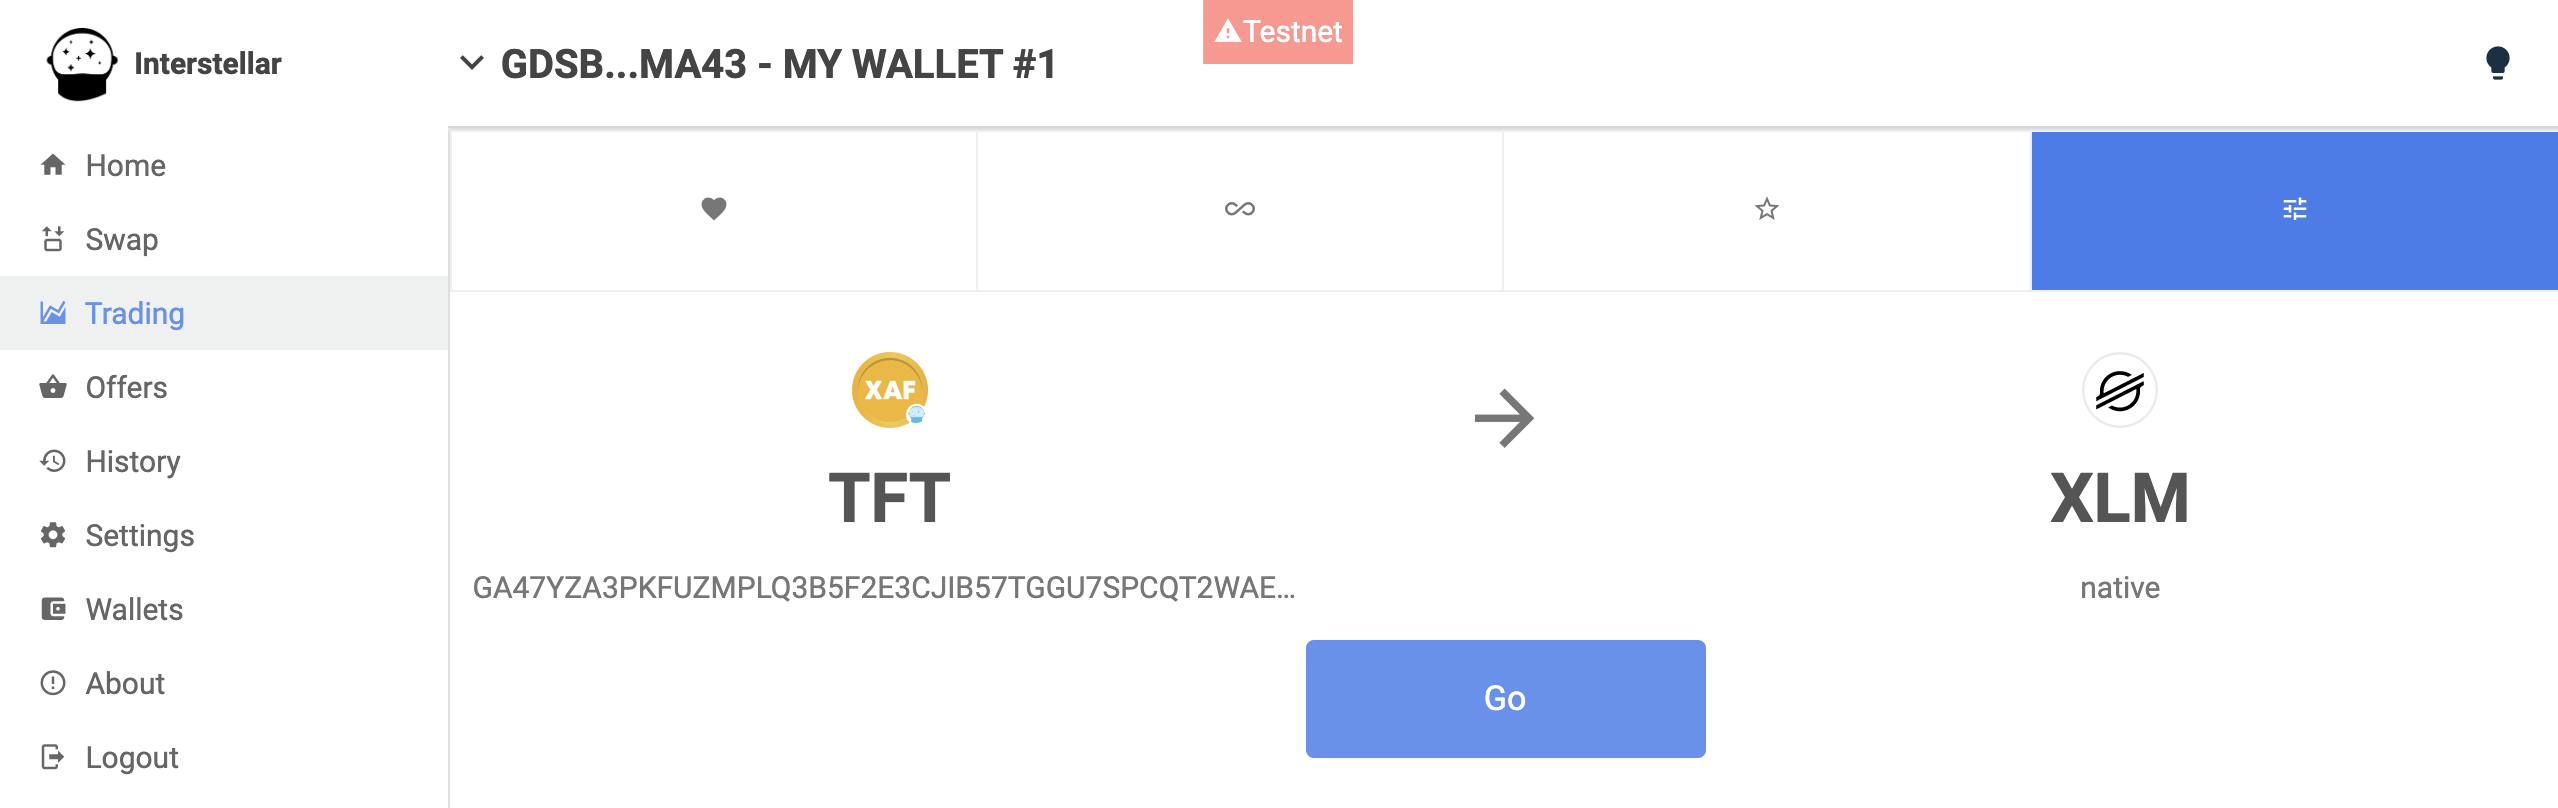 Interstellar
GDSB...MA43 - MY WALLET #1
Testnet
Home
Swap
Trading
Offers
History
Settings
Wallets
About
Logout
XAF
TFT
GA47YZA3PKFUZMPLQ3B5F2E3CJIB57TGGU7SPCQT2WAE...
XLM
native
Go